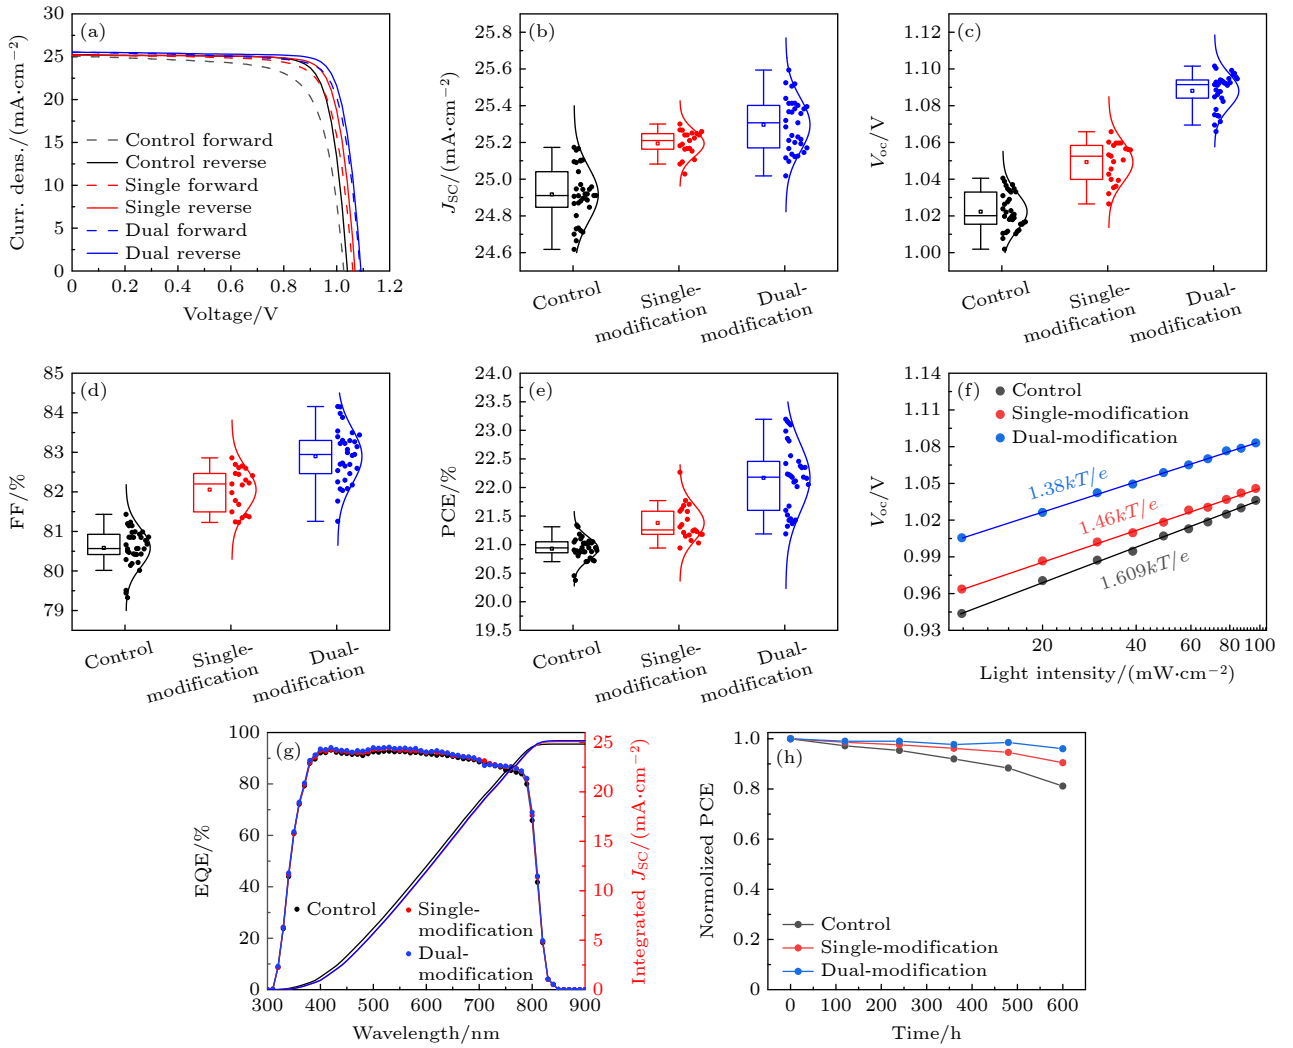 (a)
30
25
20
15
10
5
0
Curr. dens./(mA·cm−2)
Control forward
Control reverse
Single forward
Single reverse
Dual forward
Dual reverse
0 0.2 0.4 0.6 0.8 1.0 1.2
Voltage/V
(b)
25.8
25.6
25.4
25.2
25.0
24.8
24.6
JSC/(mA·cm−2)
Control
Single-
modification
Dual-
modification
(c)
1.12
1.10
1.08
1.06
1.04
1.02
1.00
Voc/V
Control
Single-
modification
Dual-
modification
(d)
85
84
83
82
81
80
79
FF/%
Control
Single-
modification
Dual-
modification
(e)
24.0
23.5
23.0
22.5
22.0
21.5
21.0
20.5
20.0
19.5
PCE/%
Control
Single-
modification
Dual-
modification
(f)
1.14
1.11
1.08
1.05
1.02
0.99
0.96
0.93
Voc/V
Control
Single-modification
Dual-modification
1.38kT/e
1.46kT/e
1.609kT/e
20 40 60 80 100
Light intensity/(mW·cm−2)
(g)
100
80
60
40
20
0
EQE/%
Control
Single-
modification
Dual-
modification
25
20
15
10
5
0
Integrated JSC/(mA·cm−2)
300 400 500 600 700 800 900
Wavelength/nm
(h)
1.0
0.8
0.6
0.4
0.2
0
Normolized PCE
Control
Single-modification
Dual-modification
0 100 200 300 400 500 600
Time/h